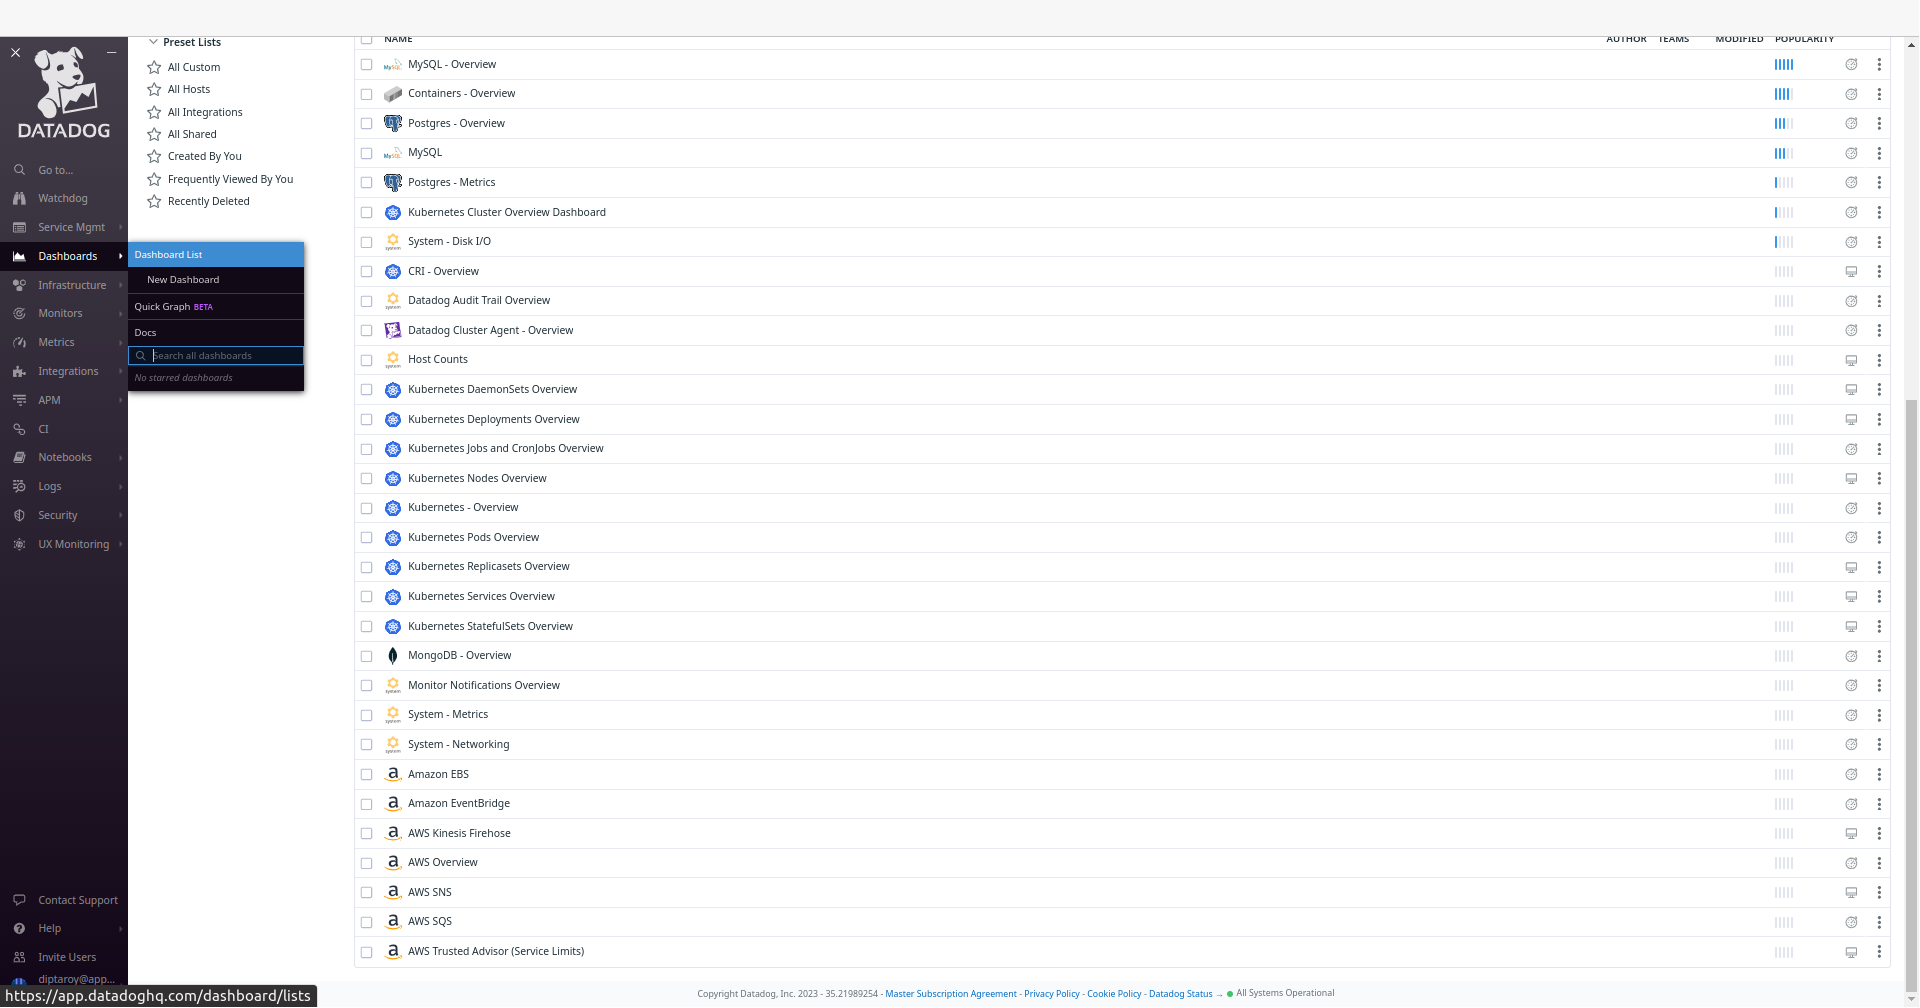 DATADOG
Go to...
Watchdog
Service Mgmt
Dashboards
Infrastructure
Monitors
Metrics
Integrations
APM
CI
Notebooks
Logs
Security
UX Monitoring
Contact Support
Help
Invite Users
diptaroy@app...
https://app.datadoghq.com/dashboard/lists
Dashboard List
New Dashboard
Quick Graph BETA
Docs
Search all dashboards
No starred dashboards
Preset Lists
All Custom
All Hosts
All Integrations
All Shared
Created By You
Frequently Viewed By You
Recently Deleted
NAME AUTHOR TEAMS MODIFIED POPULARITY
MySQL - Overview
Containers - Overview
Postgres - Overview
MySQL
Postgres - Metrics
Kubernetes Cluster Overview Dashboard
System - Disk I/O
CRI - Overview
Datadog Audit Trail Overview
Datadog Cluster Agent - Overview
Host Counts
Kubernetes DaemonSets Overview
Kubernetes Deployments Overview
Kubernetes Jobs and CronJobs Overview
Kubernetes Nodes Overview
Kubernetes - Overview
Kubernetes Pods Overview
Kubernetes Replicasets Overview
Kubernetes Services Overview
Kubernetes StatefulSets Overview
MongoDB - Overview
Monitor Notifications Overview
System - Metrics
System - Networking
Amazon EBS
Amazon EventBridge
AWS Kinesis Firehose
AWS Overview
AWS SNS
AWS SQS
AWS Trusted Advisor (Service Limits)
Copyright Datadog, Inc. 2023 - 35.21989254 - Master Subscription Agreement - Privacy Policy - Cookie Policy - Datadog Status → All Systems Operational